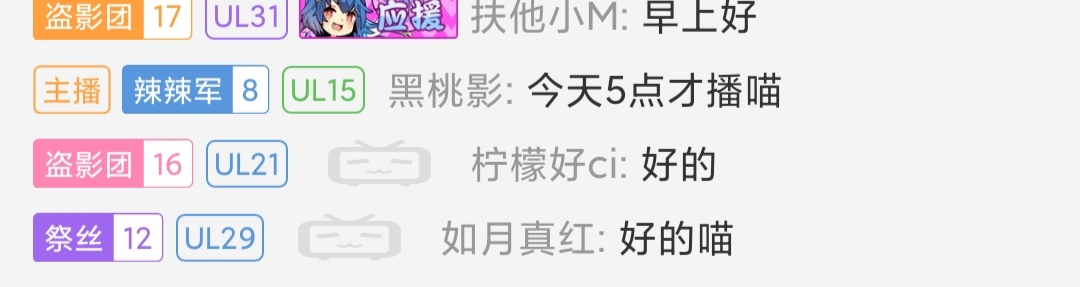 盗影团 17 UL31 应援 扶他小M: 早上好
主播 辣辣军 8 UL15 黑桃影: 今天5点才播喵
盗影团 16 UL21 柠檬好ci: 好的
祭丝 12 UL29 如月真红: 好的喵